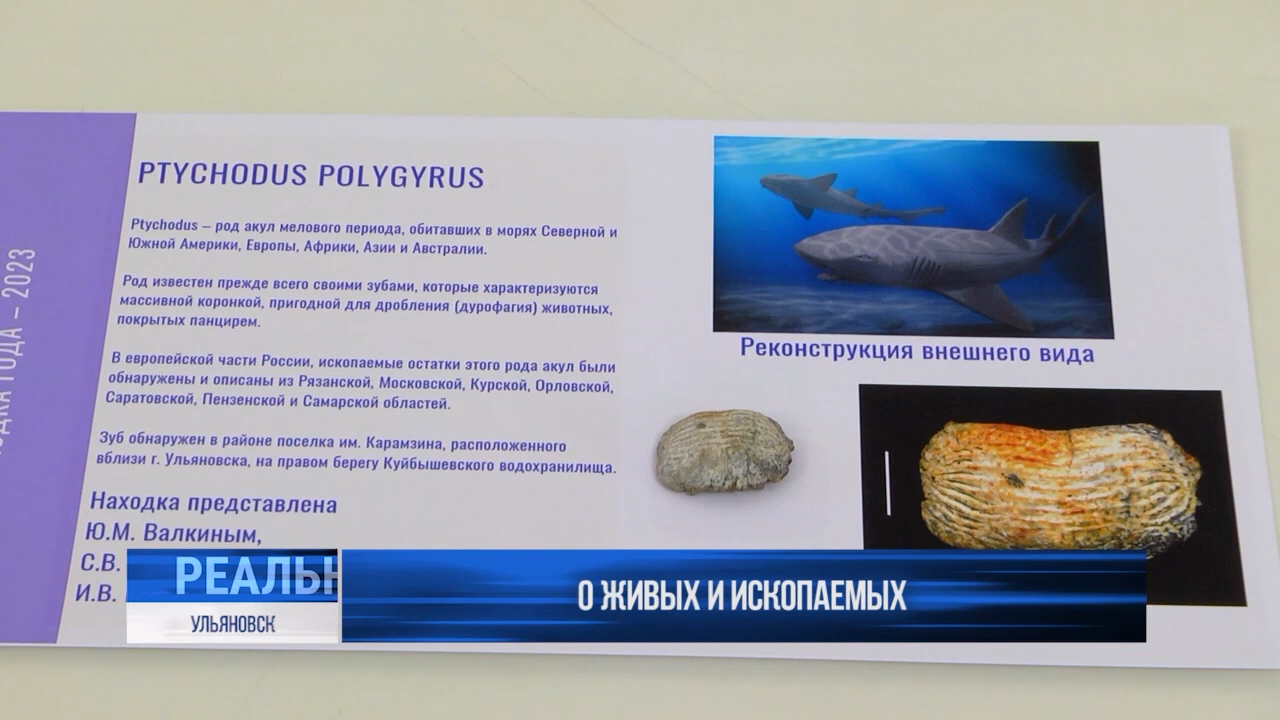 PTYCHODUS POLYGYRUS
Ptychodus – род акул мелового периода, обитавших в морях Северной и
Южной Америки, Европы, Африки, Азии и Австралии.
Род известен прежде всего своими зубами, которые характеризуются
массивной коронкой, пригодной для дробления (дурофагия) животных,
покрытых панцирем.
В европейской части России, ископаемые остатки этого рода акул были
обнаружены и описаны из Рязанской, Московской, Курской, Орловской,
Саратовской, Пензенской и Самарской областей.
Зуб обнаружен в районе поселка им. Карамзина, расположенного
вблизи г. Ульяновска, на правом берегу Куйбышевского водохранилища.
Находка представлена
Ю.М. Валкиным,
С.В.
И.В.
Реконструкция внешнего вида
ГОДА – 2023
РЕАЛЬН
УЛЬЯНОВСК
О ЖИВЫХ И ИСКОПАЕМЫХ